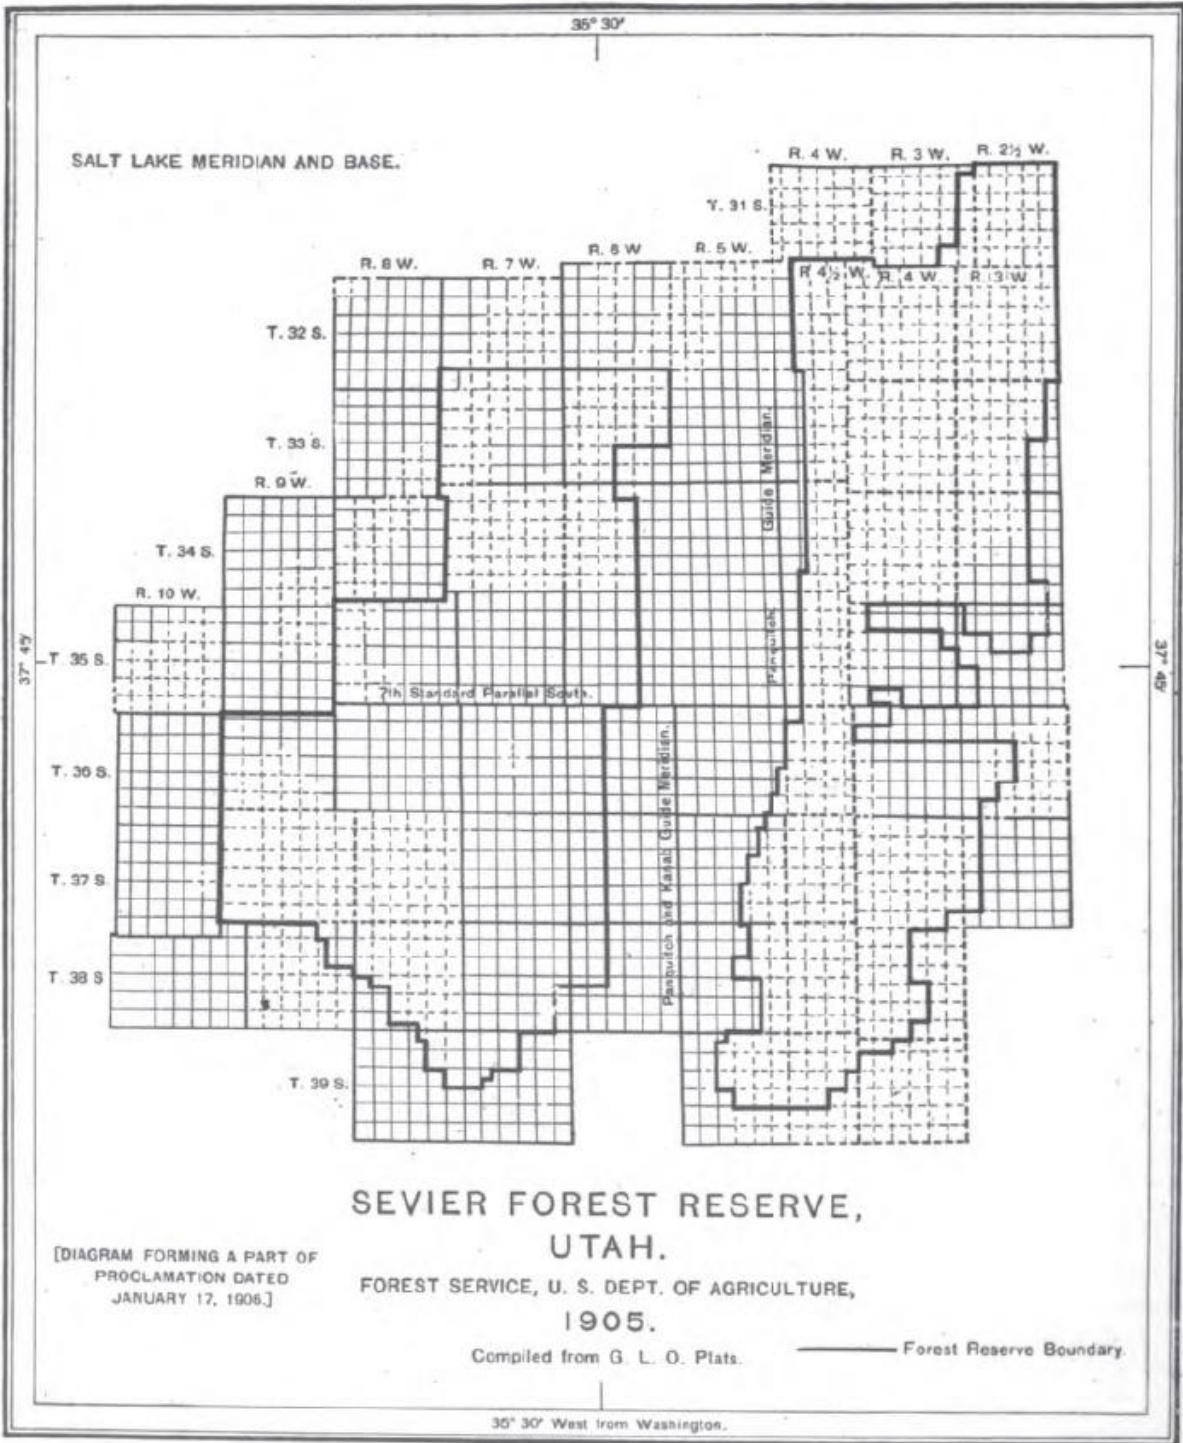 35° 30′
SALT LAKE MERIDIAN AND BASE.
R. 4 W.
R. 3 W.
R. 2½ W.
T. 31 S.
R. 8 W.
R. 7 W.
R. 6 W
R. 5 W.
R 4½ W.
R. 4 W.
R. 3 W
T. 32 S.
T. 33 S.
R. 9 W.
T. 34 S.
R. 10 W.
T. 35 S.
37° 45′
37° 45′
Guide Meridian.
Panguitch.
7th Standard Parallel South.
T. 36 S.
Panguitch and Kanab Guide Meridian.
T. 37 S.
T. 38 S
T. 39 S.
SEVIER FOREST RESERVE,
UTAH.
[DIAGRAM FORMING A PART OF
PROCLAMATION DATED
JANUARY 17, 1906.]
FOREST SERVICE, U. S. DEPT. OF AGRICULTURE,
1905.
Compiled from G. L. O. Plats.
Forest Reserve Boundary.
35° 30′ West from Washington.